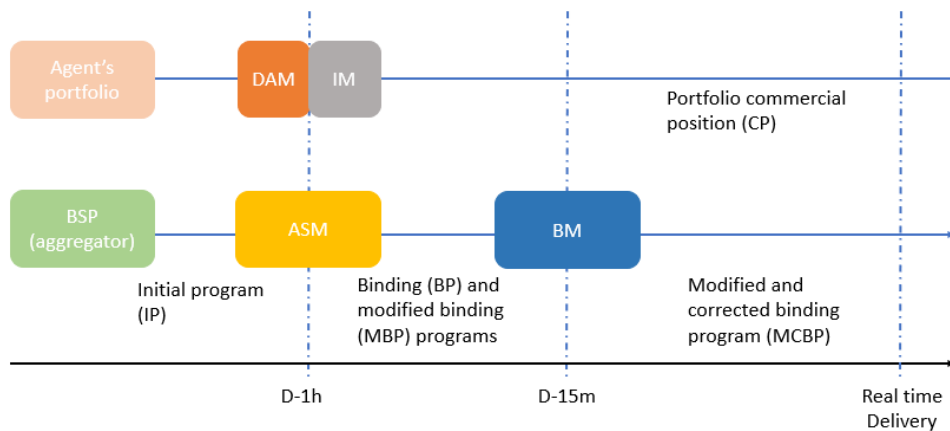 Agent's
portfolio
DAM
IM
Portfolio commercial
position (CP)
BSP
(aggregator)
ASM
BM
Initial program
(IP)
Binding (BP) and
modified binding
(MBP) programs
Modified and
corrected binding
program (MCBP)
D-1h
D-15m
Real time
Delivery